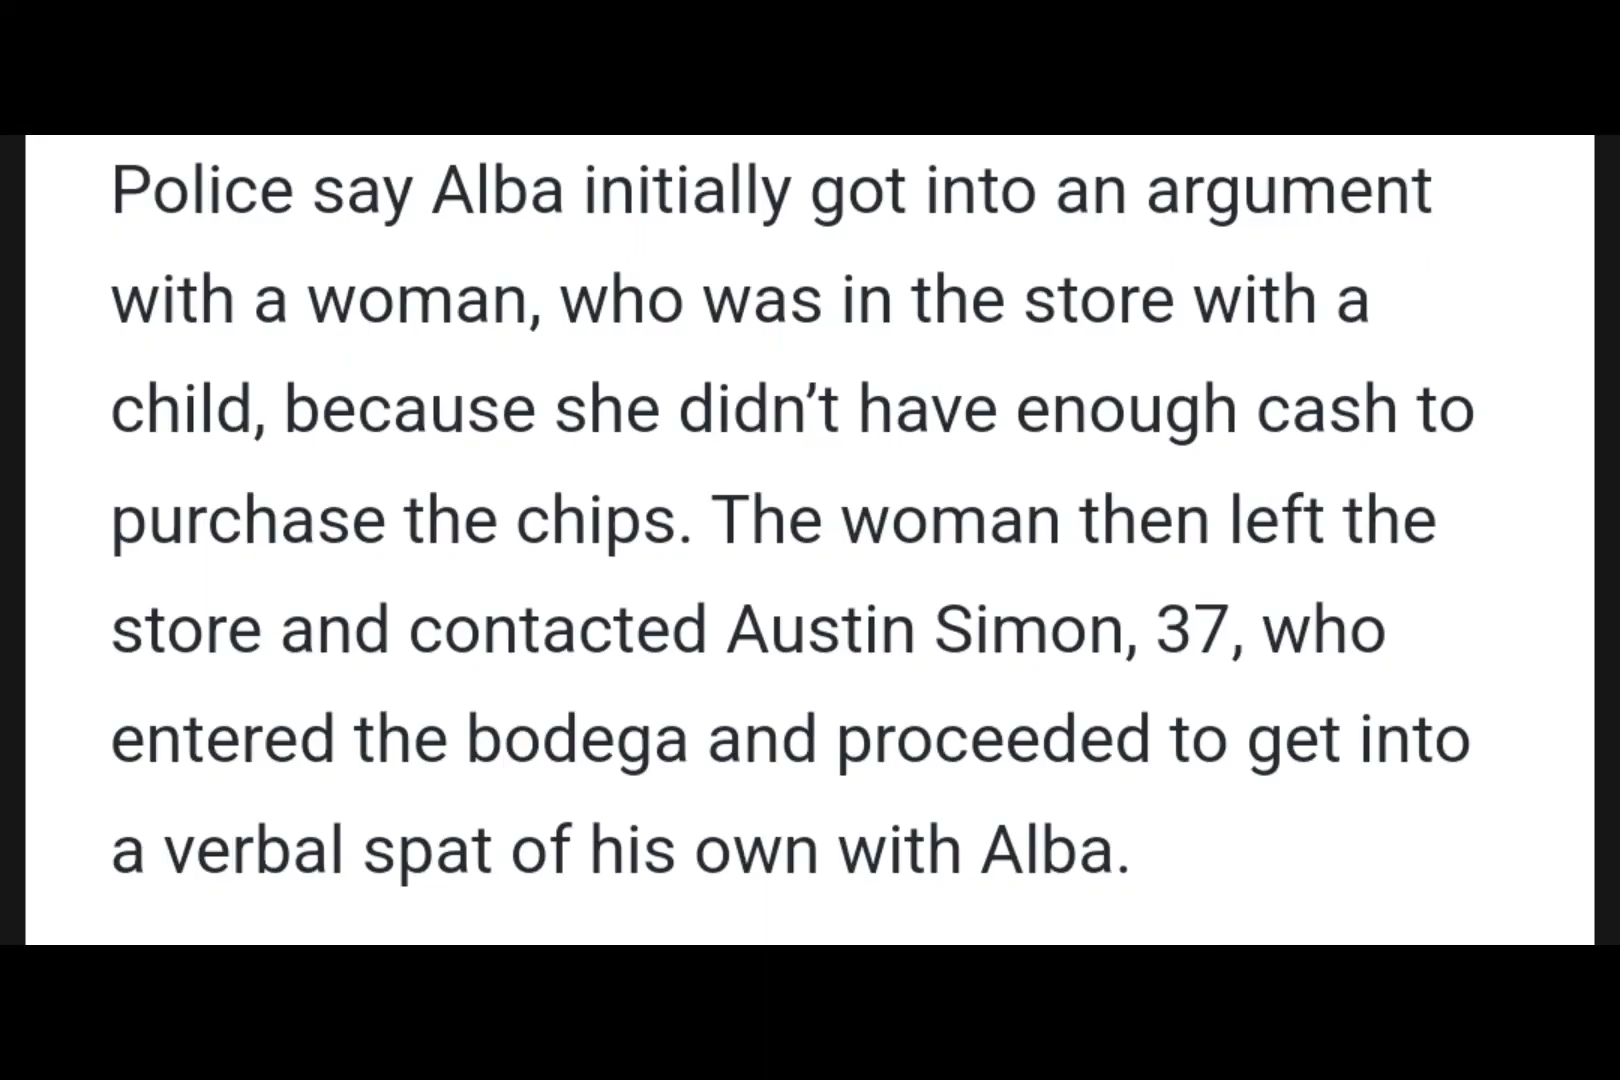 Police say Alba initially got into an argument
with a woman, who was in the store with a
child, because she didn’t have enough cash to
purchase the chips. The woman then left the
store and contacted Austin Simon, 37, who
entered the bodega and proceeded to get into
a verbal spat of his own with Alba.